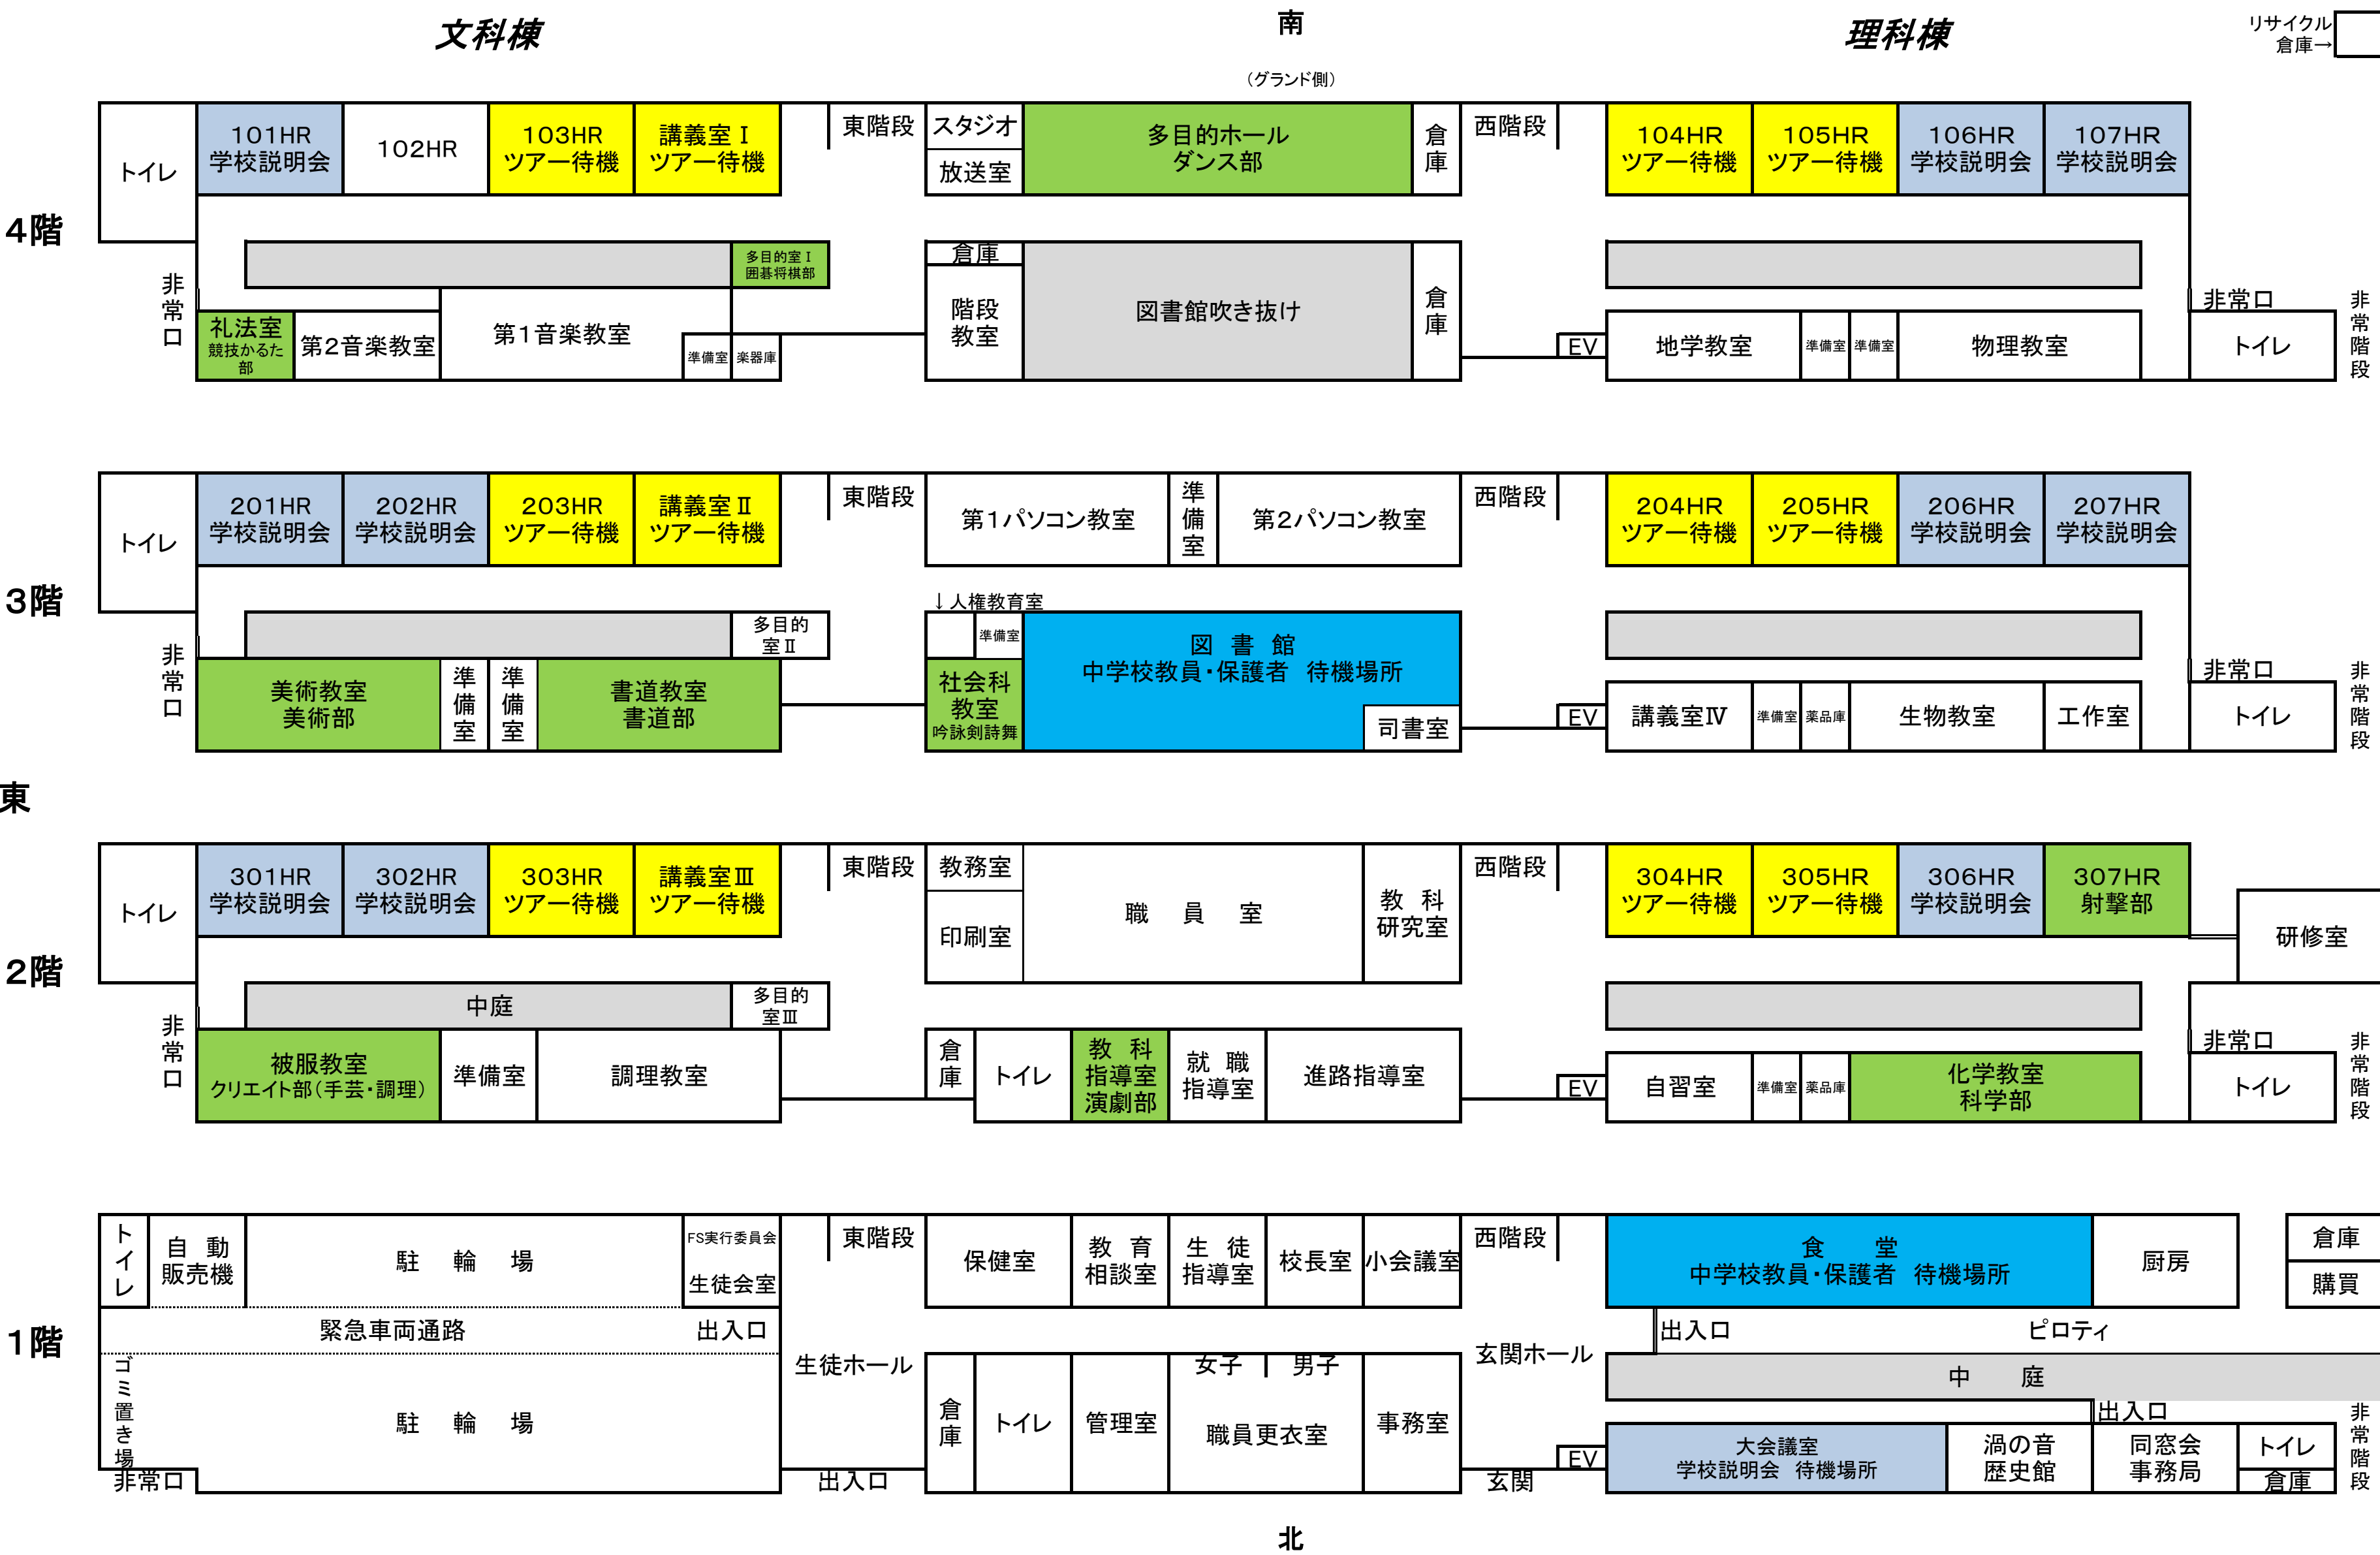 文科棟
南
理科棟
リサイクル
倉庫→
（グランド側）
4階
トイレ
101HR
学校説明会
102HR
103HR
ツアー待機
講義室Ⅰ
ツアー待機
東階段
スタジオ
放送室
多目的ホール
ダンス部
倉庫
西階段
104HR
ツアー待機
105HR
ツアー待機
106HR
学校説明会
107HR
学校説明会
多目的室Ⅰ
囲碁将棋部
倉庫
階段
教室
図書館吹き抜け
倉庫
非常口
礼法室
競技かるた
部
第2音楽教室
第1音楽教室
準備室
楽器庫
EV
地学教室
準備室
準備室
物理教室
非常口
トイレ
非常階段
3階
トイレ
201HR
学校説明会
202HR
学校説明会
203HR
ツアー待機
講義室Ⅱ
ツアー待機
東階段
第1パソコン教室
準備室
第2パソコン教室
西階段
204HR
ツアー待機
205HR
ツアー待機
206HR
学校説明会
207HR
学校説明会
多目的
室Ⅱ
↓人権教育室
準備室
図 書 館
中学校教員・保護者 待機場所
司書室
非常口
美術教室
美術部
準備室
準備室
書道教室
書道部
社会科
教室
吟詠剣詩舞
EV
講義室Ⅳ
準備室
薬品庫
生物教室
工作室
非常口
トイレ
非常階段
東
2階
トイレ
301HR
学校説明会
302HR
学校説明会
303HR
ツアー待機
講義室Ⅲ
ツアー待機
東階段
教務室
印刷室
職 員 室
教 科
研究室
西階段
304HR
ツアー待機
305HR
ツアー待機
306HR
学校説明会
307HR
射撃部
研修室
中庭
多目的
室Ⅲ
非常口
被服教室
クリエイト部（手芸・調理）
準備室
調理教室
倉庫
トイレ
教 科
指導室
演劇部
就 職
指導室
進路指導室
EV
自習室
準備室
薬品庫
化学教室
科学部
非常口
トイレ
非常階段
1階
トイレ
自 動
販売機
駐 輪 場
FS実行委員会
生徒会室
東階段
保健室
教 育
相談室
生 徒
指導室
校長室
小会議室
西階段
食 堂
中学校教員・保護者 待機場所
厨房
倉庫
購買
緊急車両通路
出入口
生徒ホール
玄関ホール
出入口
ピロティ
中 庭
ゴミ置き場
駐 輪 場
非常口
出入口
倉庫
トイレ
管理室
女子
男子
職員更衣室
事務室
玄関
EV
大会議室
学校説明会 待機場所
渦の音
歴史館
出入口
同窓会
事務局
トイレ
倉庫
非常階段
北